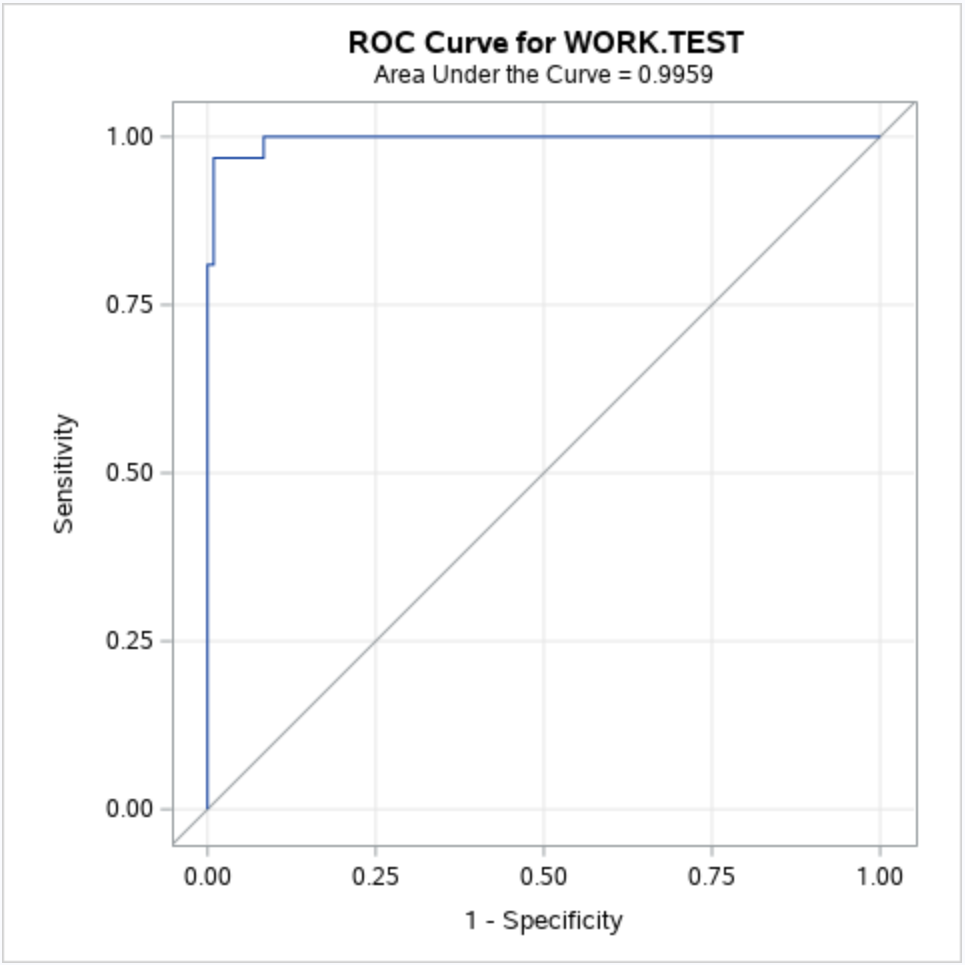 ROC Curve for WORK.TEST
Area Under the Curve = 0.9959
1.00
0.75
0.50
0.25
0.00
Sensitivity
0.00 0.25 0.50 0.75 1.00
1 - Specificity